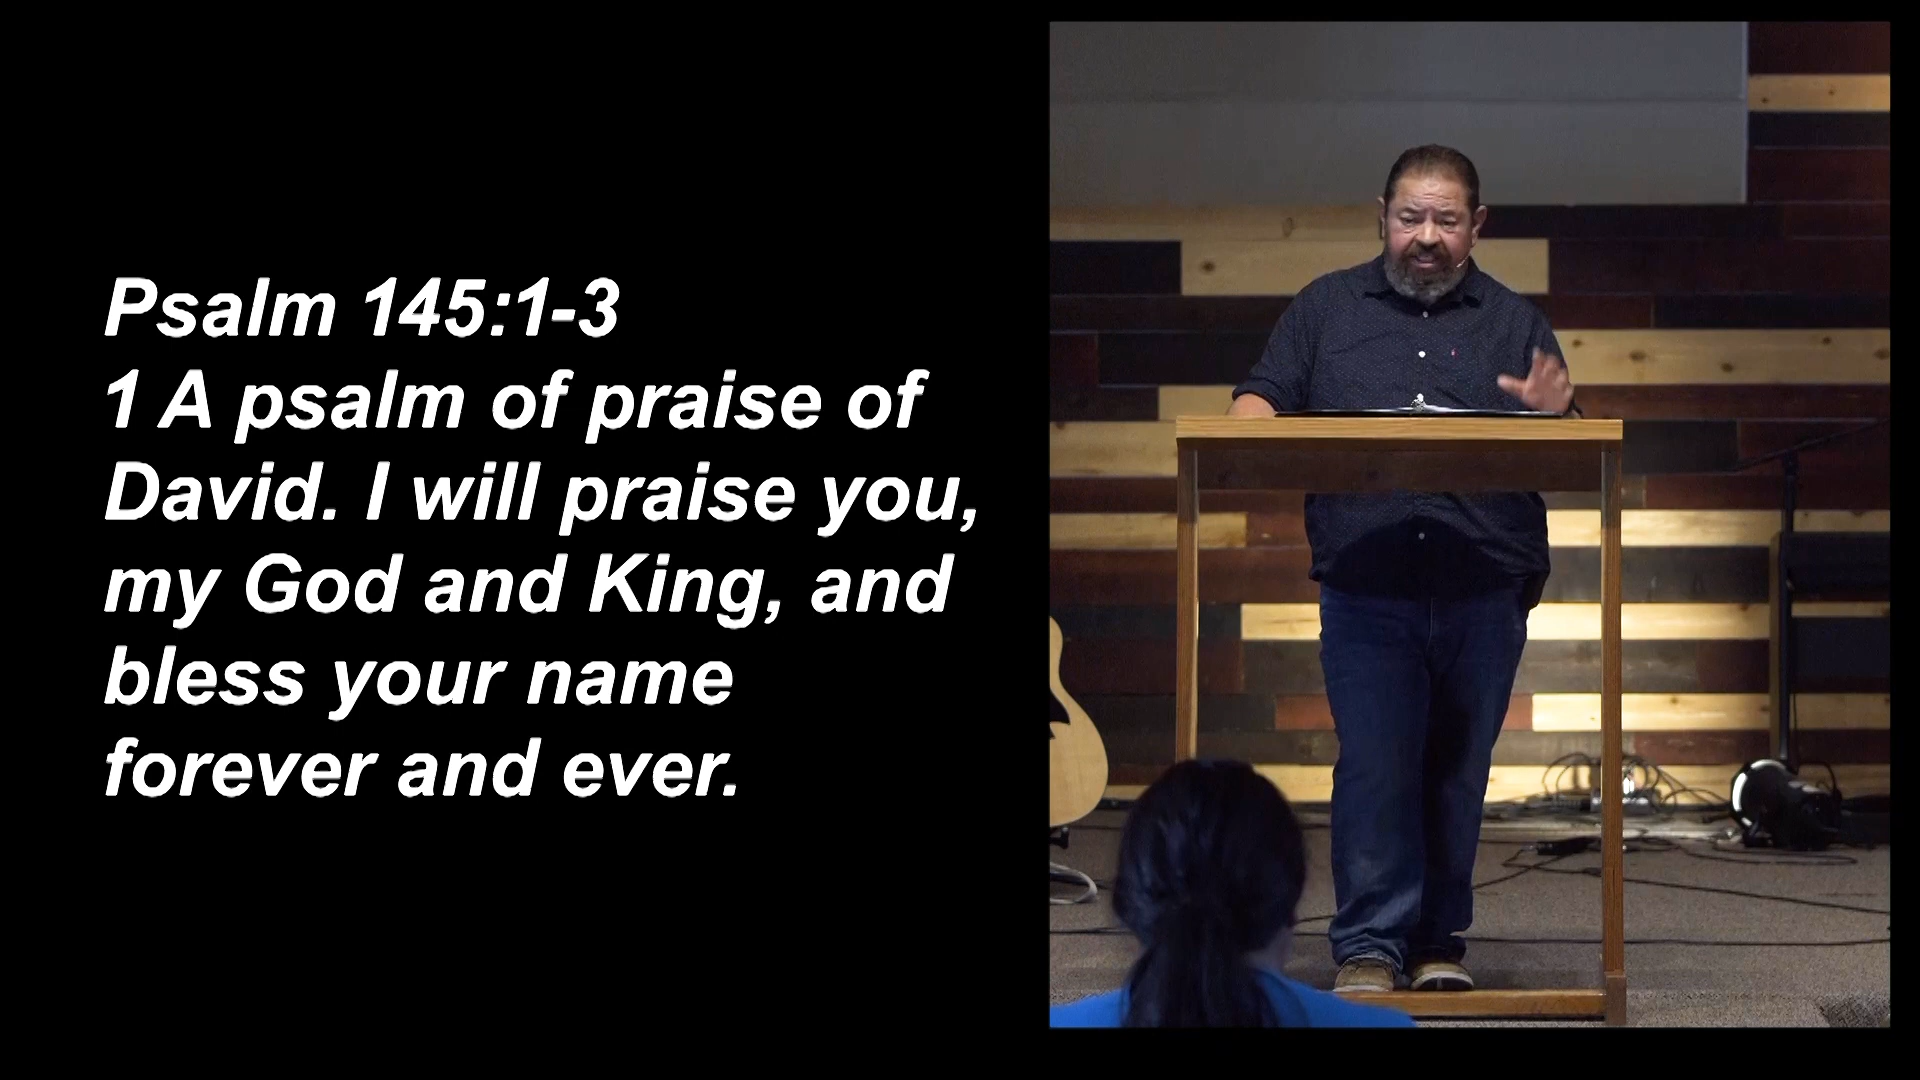 Psalm 145:1-3
1 A psalm of praise of
David. I will praise you,
my God and King, and
bless your name
forever and ever.